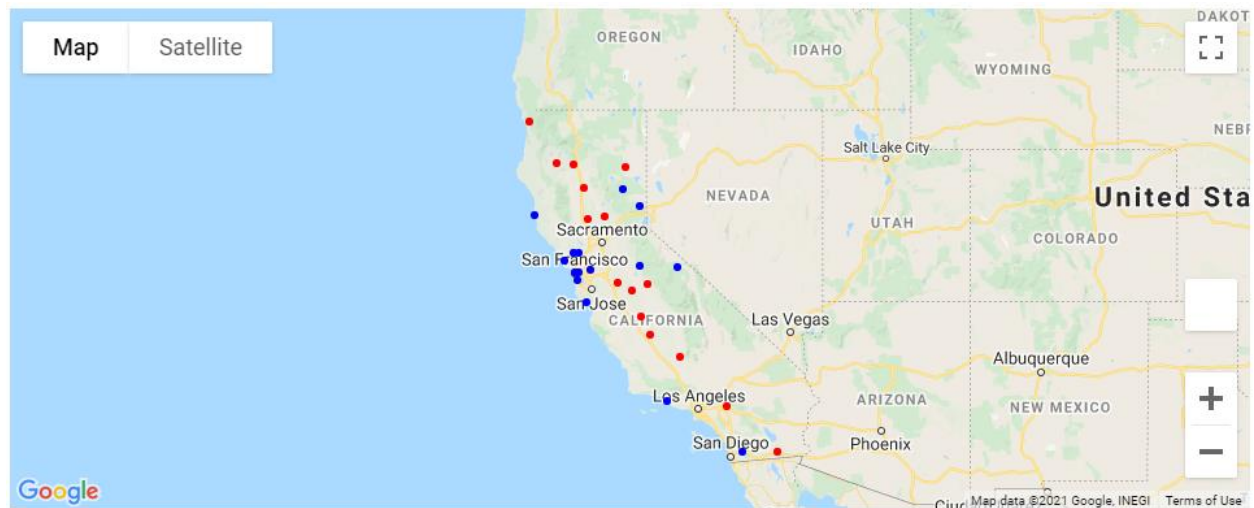 Map Satellite
DAKOT
OREGON
IDAHO
WYOMING
NEBR
Salt Lake City
NEVADA
United Sta
UTAH
Sacramento
COLORADO
San Francisco
San Jose
CALIFORNIA
Las Vegas
Albuquerque
Los Angeles
ARIZONA
NEW MEXICO
San Diego
Phoenix
Google
Map data ©2021 Google, INEGI Terms of Use